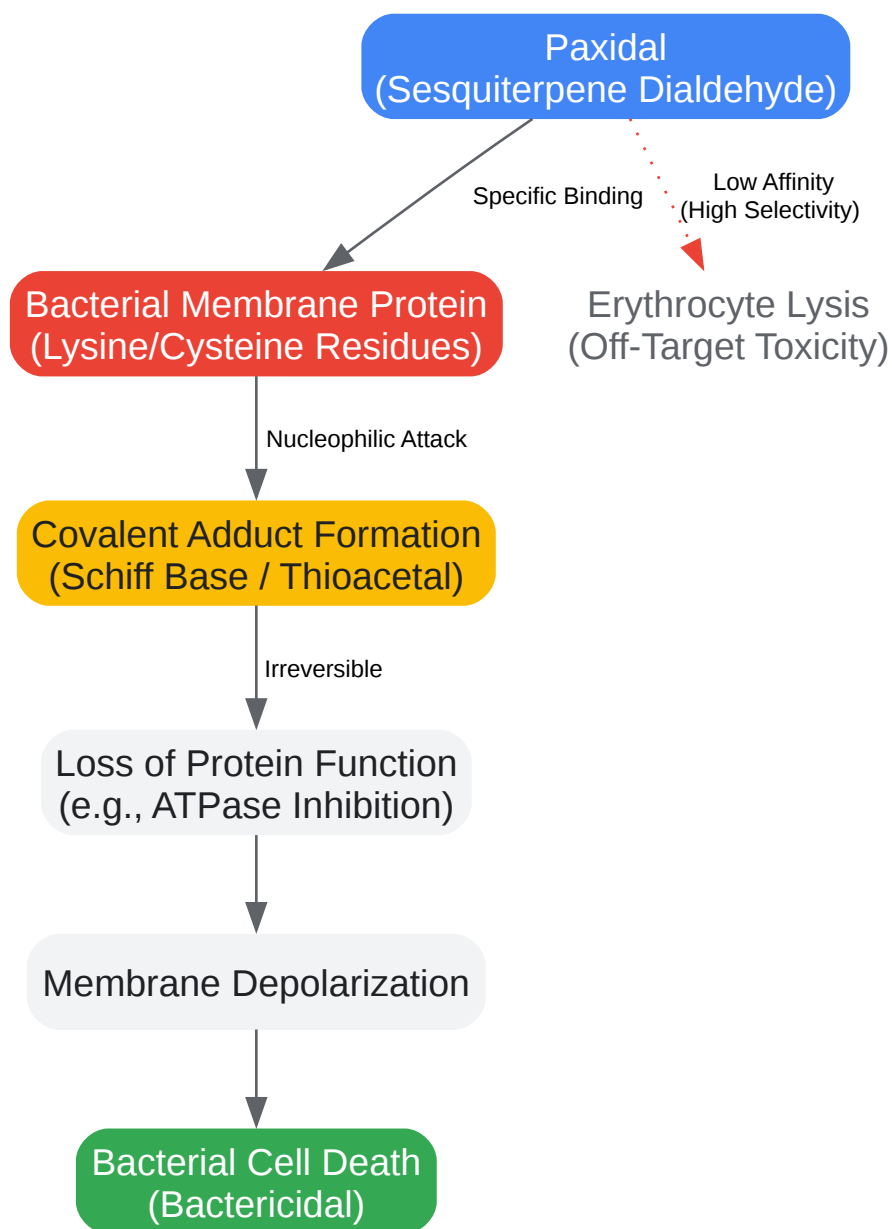 Paxidal
(Sesquiterpene Dialdehyde)
Specific Binding
Low Affinity
(High Selectivity)
Bacterial Membrane Protein
(Lysine/Cysteine Residues)
Erythrocyte Lysis
(Off-Target Toxicity)
Nucleophilic Attack
Covalent Adduct Formation
(Schiff Base / Thioacetal)
Irreversible
Loss of Protein Function
(e.g., ATPase Inhibition)
Membrane Depolarization
Bacterial Cell Death
(Bactericidal)